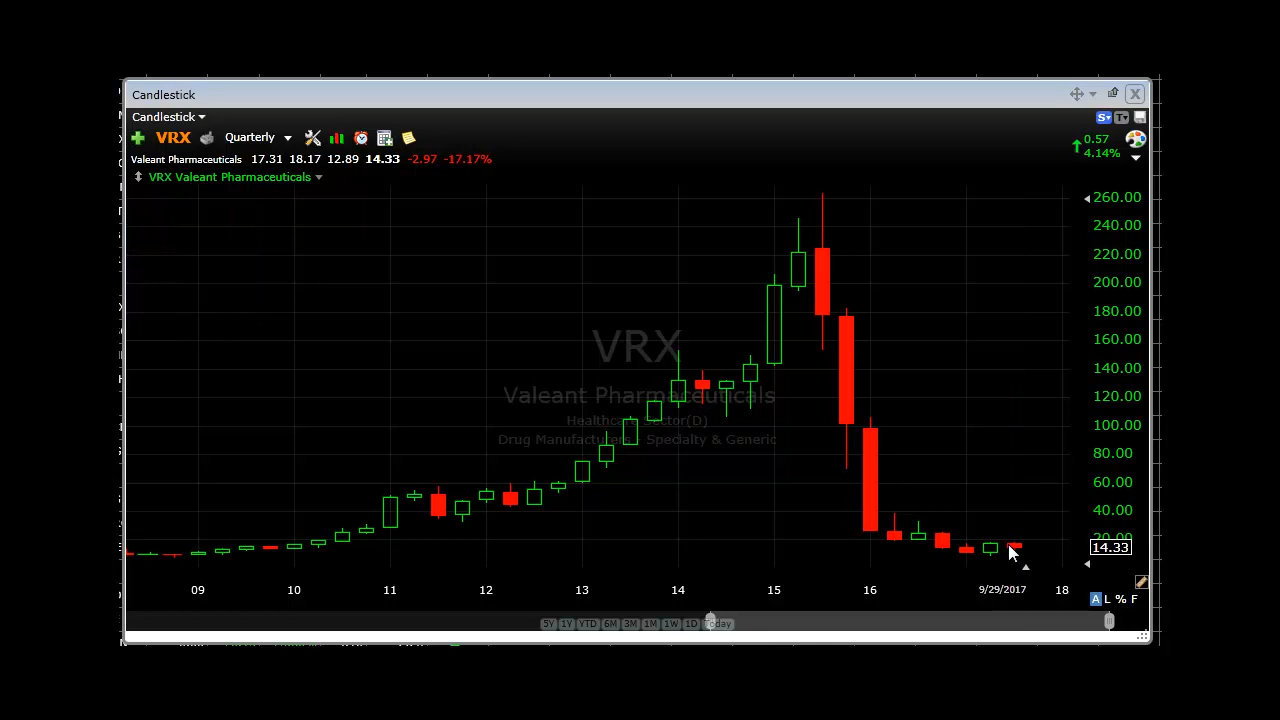 Candlestick
Candlestick
S T
VRX Quarterly
0.57
4.14%
Valeant Pharmaceuticals 17.31 18.17 12.89 14.33 -2.97 -17.17%
VRX Valeant Pharmaceuticals
260.00
240.00
220.00
200.00
180.00
160.00
VRX
140.00
Valeant Pharmaceuticals
120.00
Healthcare Sector(D)
100.00
Drug Manufacturers - Specialty & Generic
80.00
60.00
40.00
20.00
14.33
09 10 11 12 13 14 15 16 9/29/2017 18
A L % F
5Y 1Y YTD 6M 3M 1M 1W 1D Today